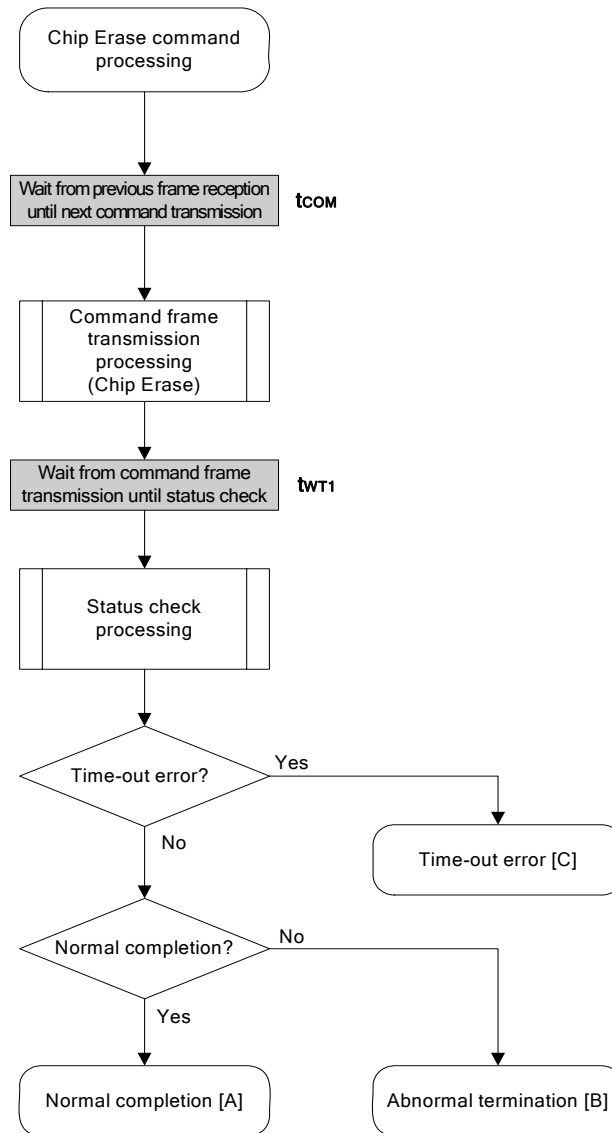 Chip Erase command
processing
Wait from previous frame reception
until next command transmission
tCOM
Command frame
transmission
processing
(Chip Erase)
Wait from command frame
transmission until status check
tWT1
Status check
processing
Time-out error?
Yes
No
Time-out error [C]
Normal completion?
No
Yes
Normal completion [A]
Abnormal termination [B]